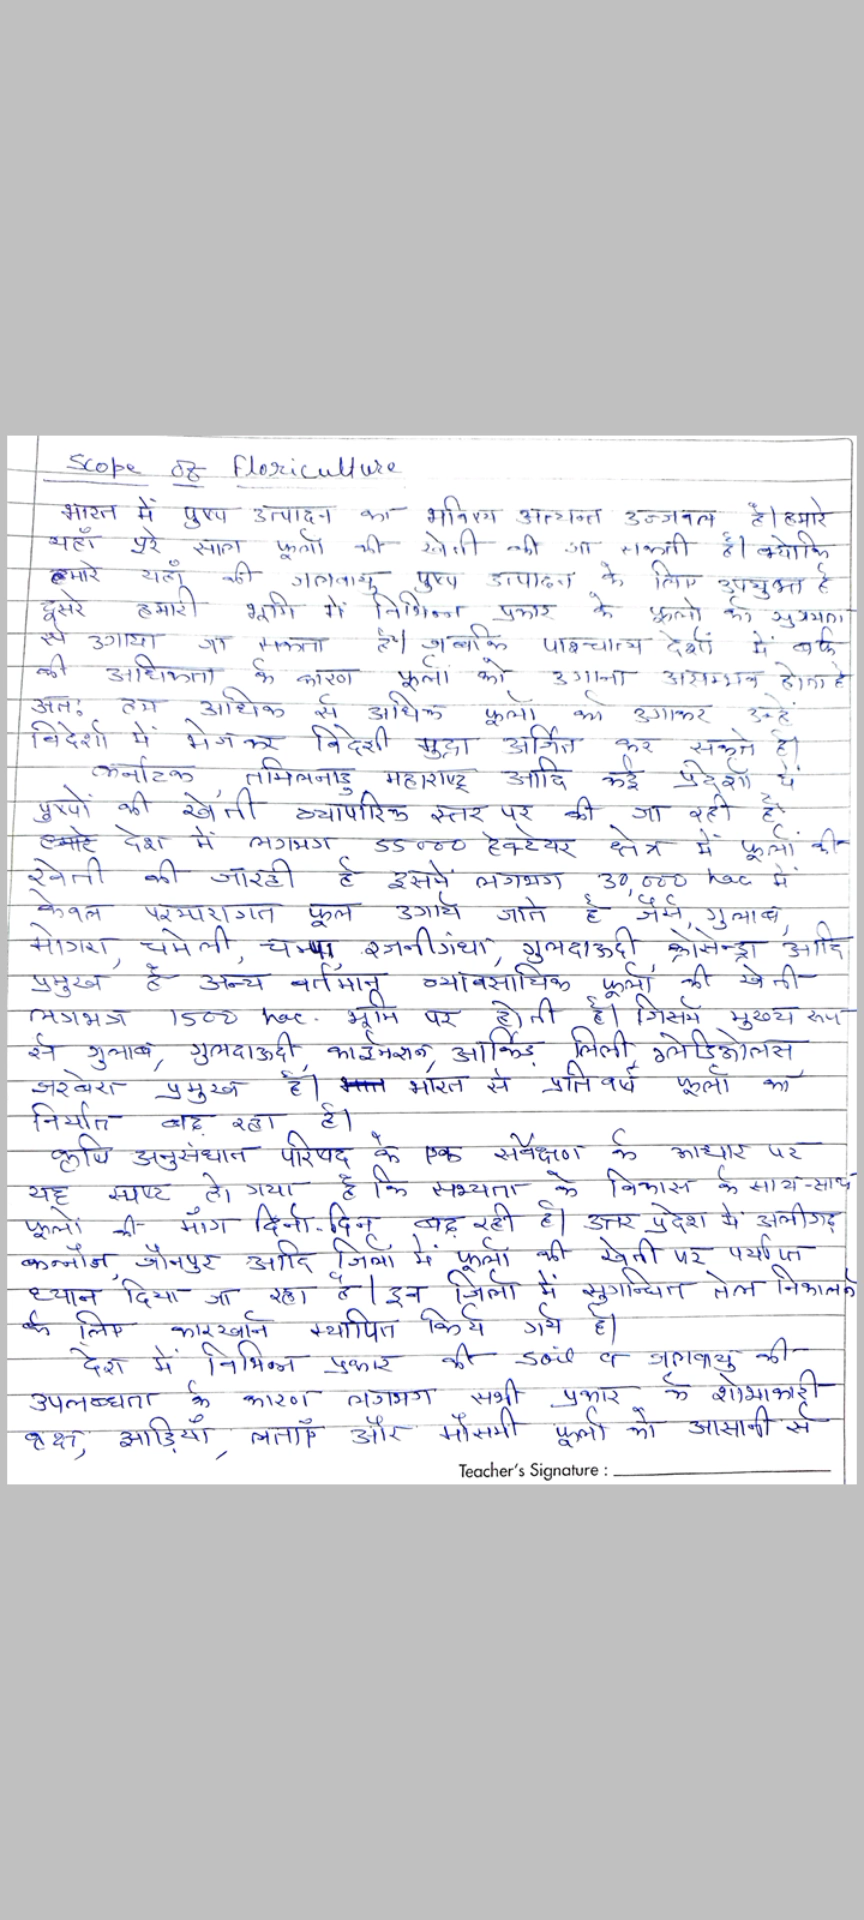 Scope of Floriculture
भारत में पुष्प उत्पादन का भविष्य अत्यन्त उज्जवल है। हमारे
यहाँ पूरे साल फूलों की खेती की जा सकती है। क्योकि
हमारे यहाँ की जलवायु पुष्प उत्पादन के लिए उपयुक्त है
दूसरे हमारी भूमि में विभिन्न प्रकार के फूलो को सुगमता
से उगाया जा सकता है। जबकि पाश्चात्य देशों में बर्फ
की अधिकता के कारण फूलों को उगाना असम्भव होता है
अतः हम अधिक से अधिक फूलों को उगाकर उन्हें
विदेशों में भेजकर विदेशी मुद्रा अर्जित कर सकते है।
कर्नाटक, तमिलनाडु महाराष्ट्र आदि कई प्रदेशों में
पुष्पों की खेती व्यापारिक स्तर पर की जा रही है।
हमारे देश में लगभग 55000 हेक्टेयर क्षेत्र में फूलों की
खेती की जारही है इसमें लगभग 30,000 hac में
केवल परम्परागत फूल उगाये जाते है जैसे, गुलाब,
मोगरा, चमेली, चम्पा, रजनीगंधा, गुलदाऊदी, क्रोसेन्ड्रा आदि
प्रमुख है अन्य वर्तमान व्यावसायिक फूलों की खेती
लगभग 1500 hac. भूमि पर होती है। जिसमें मुख्य रूप
से गुलाब, गुलदाऊदी, कार्इनेशन, आर्किड़ लिली, ग्लेडिओलस,
जरबेरा प्रमुख है। भारत से प्रतिवर्ष फूलों का
निर्यात बढ़ रहा है।
कृषि अनुसंधान परिषद के एक सर्वेक्षण के आधार पर
यह स्पष्ट हो गया है कि सभ्यता के विकास के साथ-साथ
फूलों की माँग दिनों-दिन बढ़ रही है। उत्तर प्रदेश में अलीगढ़
कन्नौज, जौनपुर आदि जिलों में फूलों की खेती पर पर्याप्त
ध्यान दिया जा रहा है। इन जिलों में सुगन्धित तेल निकालने
के लिए कारखाने स्थापित किये गये है।
देश में विभिन्न प्रकार की soil व जलवायु की
उपलब्धता के कारण लगभग सभी प्रकार के शोभाकारी
वृक्ष, झाड़ियाँ, लताएँ और मौसमी फूलों को आसानी से
Teacher's Signature :